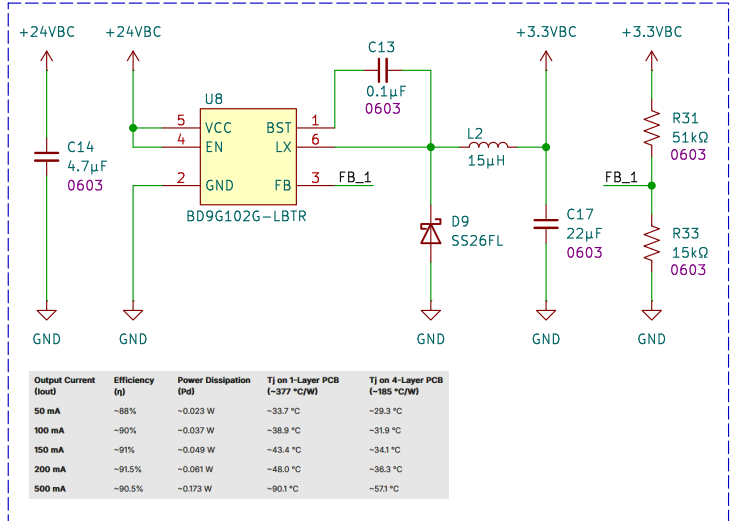 +24VBC
+24VBC
+3.3VBC
+3.3VBC
C13
0.1µF
0603
U8
5 VCC BST 1
4 EN LX 6
2 GND FB 3 FB_1
BD9G102G-LBTR
C14
4.7µF
0603
L2
15µH
D9
SS26FL
C17
22µF
0603
R31
51kΩ
0603
FB_1
R33
15kΩ
0603
GND
GND
GND
GND
GND
Output Current (Iout) Efficiency (η) Power Dissipation (Pd) Tj on 1-Layer PCB (~377 °C/W) Tj on 4-Layer PCB (~185 °C/W)
50 mA ~88% ~0.023 W ~33.7 °C ~29.3 °C
100 mA ~90% ~0.037 W ~38.9 °C ~31.9 °C
150 mA ~91% ~0.049 W ~43.4 °C ~34.1 °C
200 mA ~91.5% ~0.061 W ~48.0 °C ~36.3 °C
500 mA ~90.5% ~0.173 W ~90.1 °C ~57.1 °C